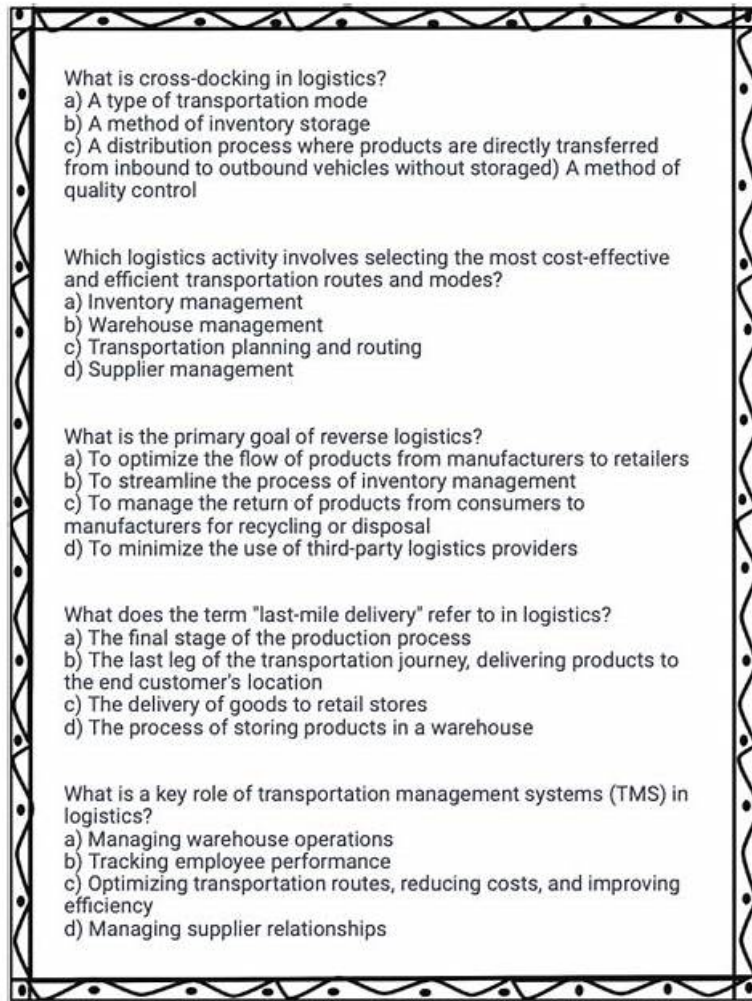 What is cross-docking in logistics?
a) A type of transportation mode
b) A method of inventory storage
c) A distribution process where products are directly transferred
from inbound to outbound vehicles without storaged) A method of
quality control
Which logistics activity involves selecting the most cost-effective
and efficient transportation routes and modes?
a) Inventory management
b) Warehouse management
c) Transportation planning and routing
d) Supplier management
What is the primary goal of reverse logistics?
a) To optimize the flow of products from manufacturers to retailers
b) To streamline the process of inventory management
c) To manage the return of products from consumers to
manufacturers for recycling or disposal
d) To minimize the use of third-party logistics providers
What does the term "last-mile delivery" refer to in logistics?
a) The final stage of the production process
b) The last leg of the transportation journey, delivering products to
the end customer's location
c) The delivery of goods to retail stores
d) The process of storing products in a warehouse
What is a key role of transportation management systems (TMS) in
logistics?
a) Managing warehouse operations
b) Tracking employee performance
c) Optimizing transportation routes, reducing costs, and improving
efficiency
d) Managing supplier relationships